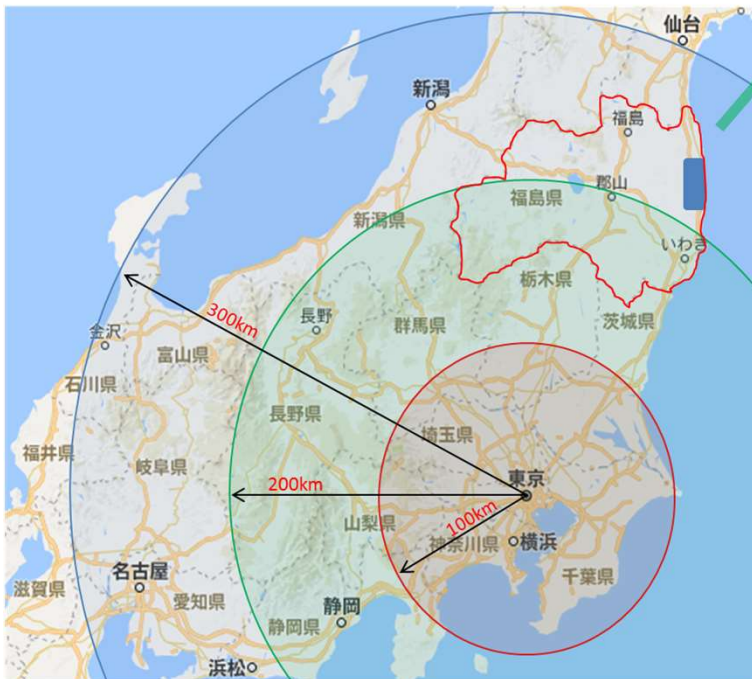 仙台
新潟
福島
郡山
福島県
新潟県
いわき
栃木県
300km
長野
群馬県
茨城県
金沢
富山県
石川県
長野県
埼玉県
福井県
岐阜県
東京
200km
山梨県
100km
神奈川県
横浜
名古屋
千葉県
滋賀県
愛知県
静岡
静岡県
浜松